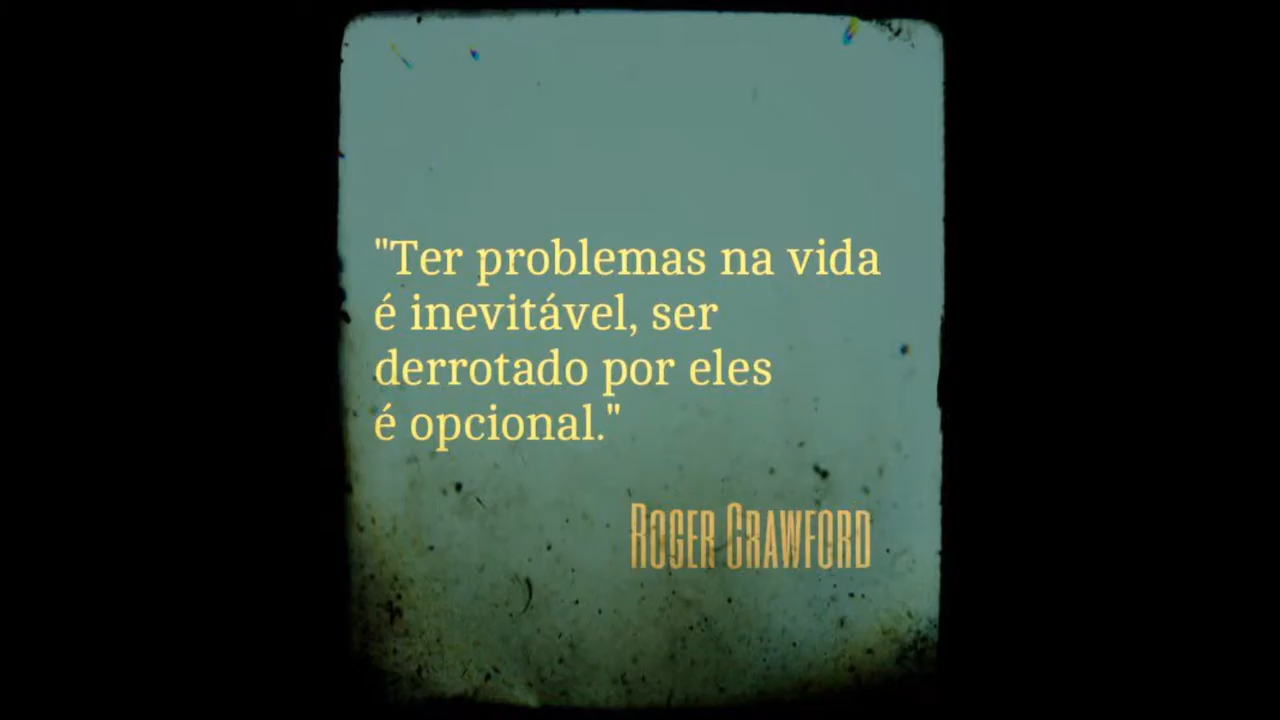 "Ter problemas na vida
é inevitável, ser
derrotado por eles
é opcional."
Roger Crawford